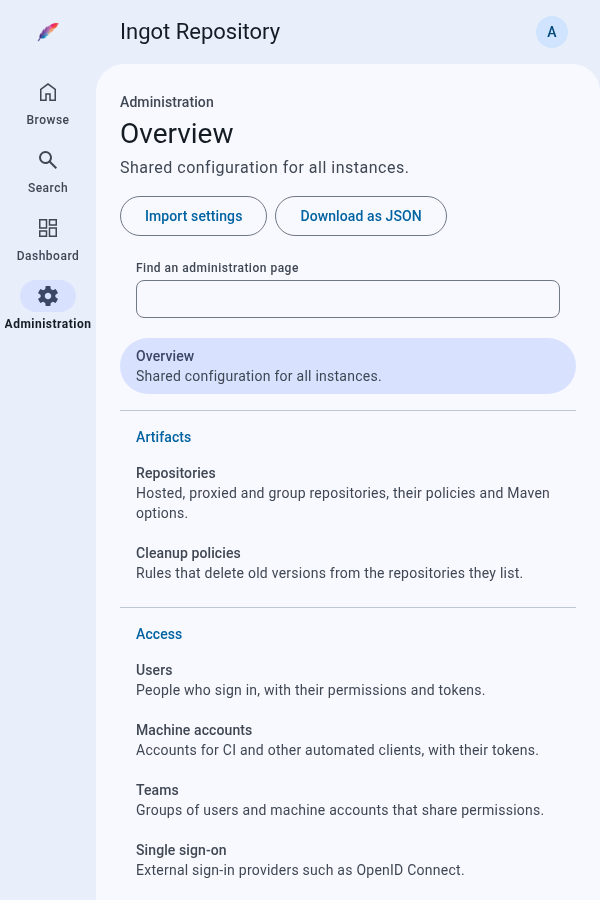 Ingot Repository
A
Browse
Search
Dashboard
Administration
Administration
Overview
Shared configuration for all instances.
Import settings
Download as JSON
Find an administration page
Overview
Shared configuration for all instances.
Artifacts
Repositories
Hosted, proxied and group repositories, their policies and Maven
options.
Cleanup policies
Rules that delete old versions from the repositories they list.
Access
Users
People who sign in, with their permissions and tokens.
Machine accounts
Accounts for CI and other automated clients, with their tokens.
Teams
Groups of users and machine accounts that share permissions.
Single sign-on
External sign-in providers such as OpenID Connect.